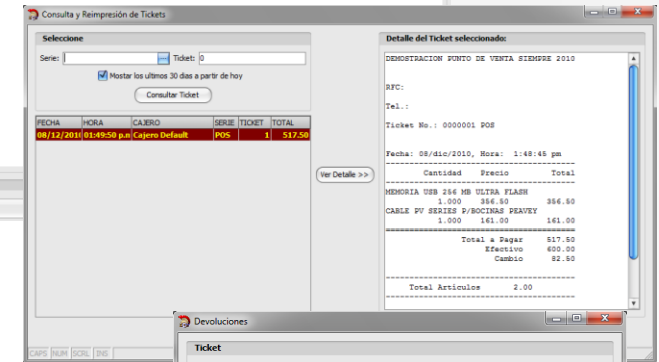 Consulta y Reimpresión de Tickets
Seleccione
Serie: Ticket: 0
Mostar los ultimos 30 dias a partir de hoy
Consultar Ticket
FECHA HORA CAJERO SERIE TICKET TOTAL
08/12/2010 01:49:50 p.m Cajero Default POS 1 517.50
Ver Detalle >>
Detalle del Ticket seleccionado:
DEMOSTRACION PUNTO DE VENTA SIEMPRE 2010
RFC:
Tel.:
Ticket No.: 0000001 POS
Fecha: 08/dic/2010, Hora: 1:48:45 pm
Cantidad Precio Total
MEMORIA USB 256 MB ULTRA FLASH
1.000 356.50 356.50
CABLE PV SERIES P/BOCINAS PEAVEY
1.000 161.00 161.00
Total a Pagar 517.50
Efectivo 600.00
Cambio 82.50
Total Articulos 2.00
CAPS NUM SCRL INS
Devoluciones
Ticket